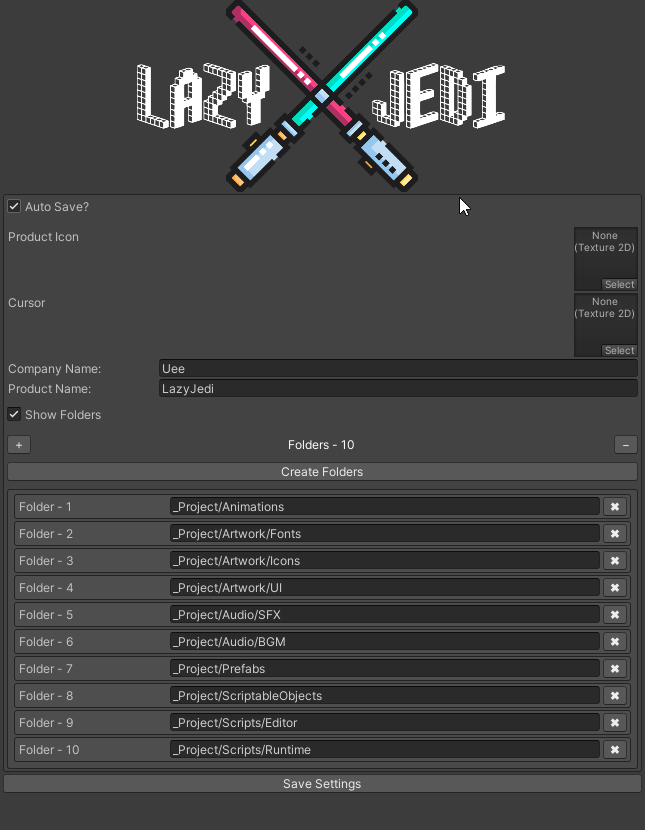 LAZY JEDI
Auto Save?
Product Icon
None
(Texture 2D)
Select
Cursor
None
(Texture 2D)
Select
Company Name: Uee
Product Name: LazyJedi
Show Folders
+ Folders - 10 −
Create Folders
Folder - 1 _Project/Animations ✖
Folder - 2 _Project/Artwork/Fonts ✖
Folder - 3 _Project/Artwork/Icons ✖
Folder - 4 _Project/Artwork/UI ✖
Folder - 5 _Project/Audio/SFX ✖
Folder - 6 _Project/Audio/BGM ✖
Folder - 7 _Project/Prefabs ✖
Folder - 8 _Project/ScriptableObjects ✖
Folder - 9 _Project/Scripts/Editor ✖
Folder - 10 _Project/Scripts/Runtime ✖
Save Settings